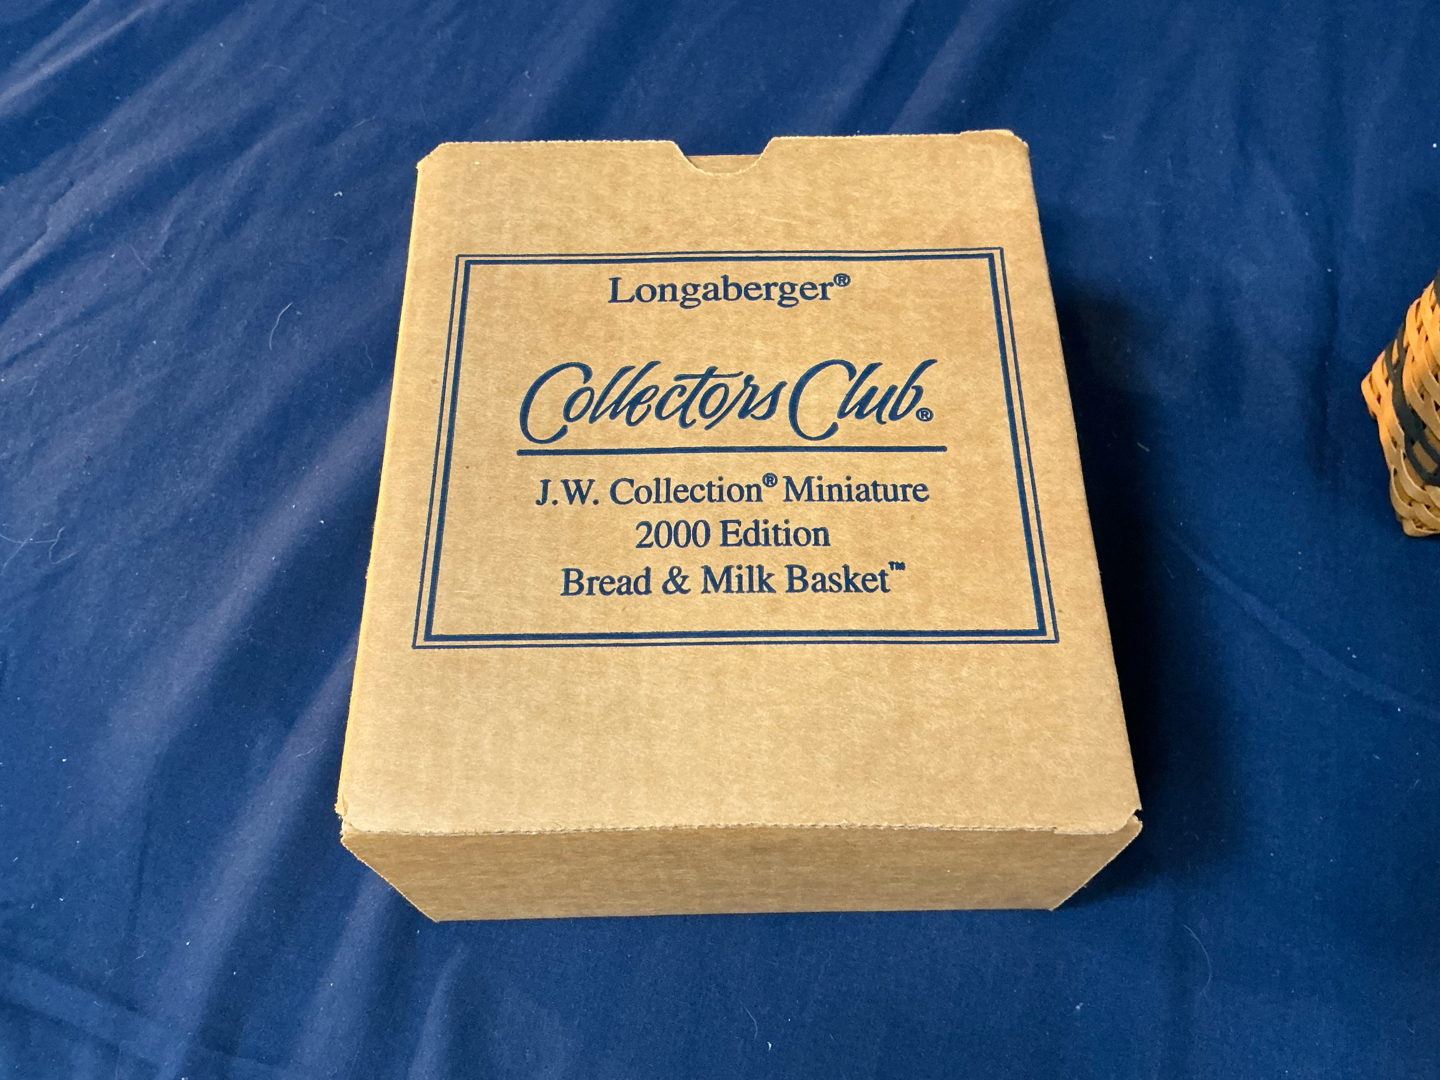 Longaberger®
Collectors Club®
J.W. Collection® Miniature
2000 Edition
Bread & Milk Basket™